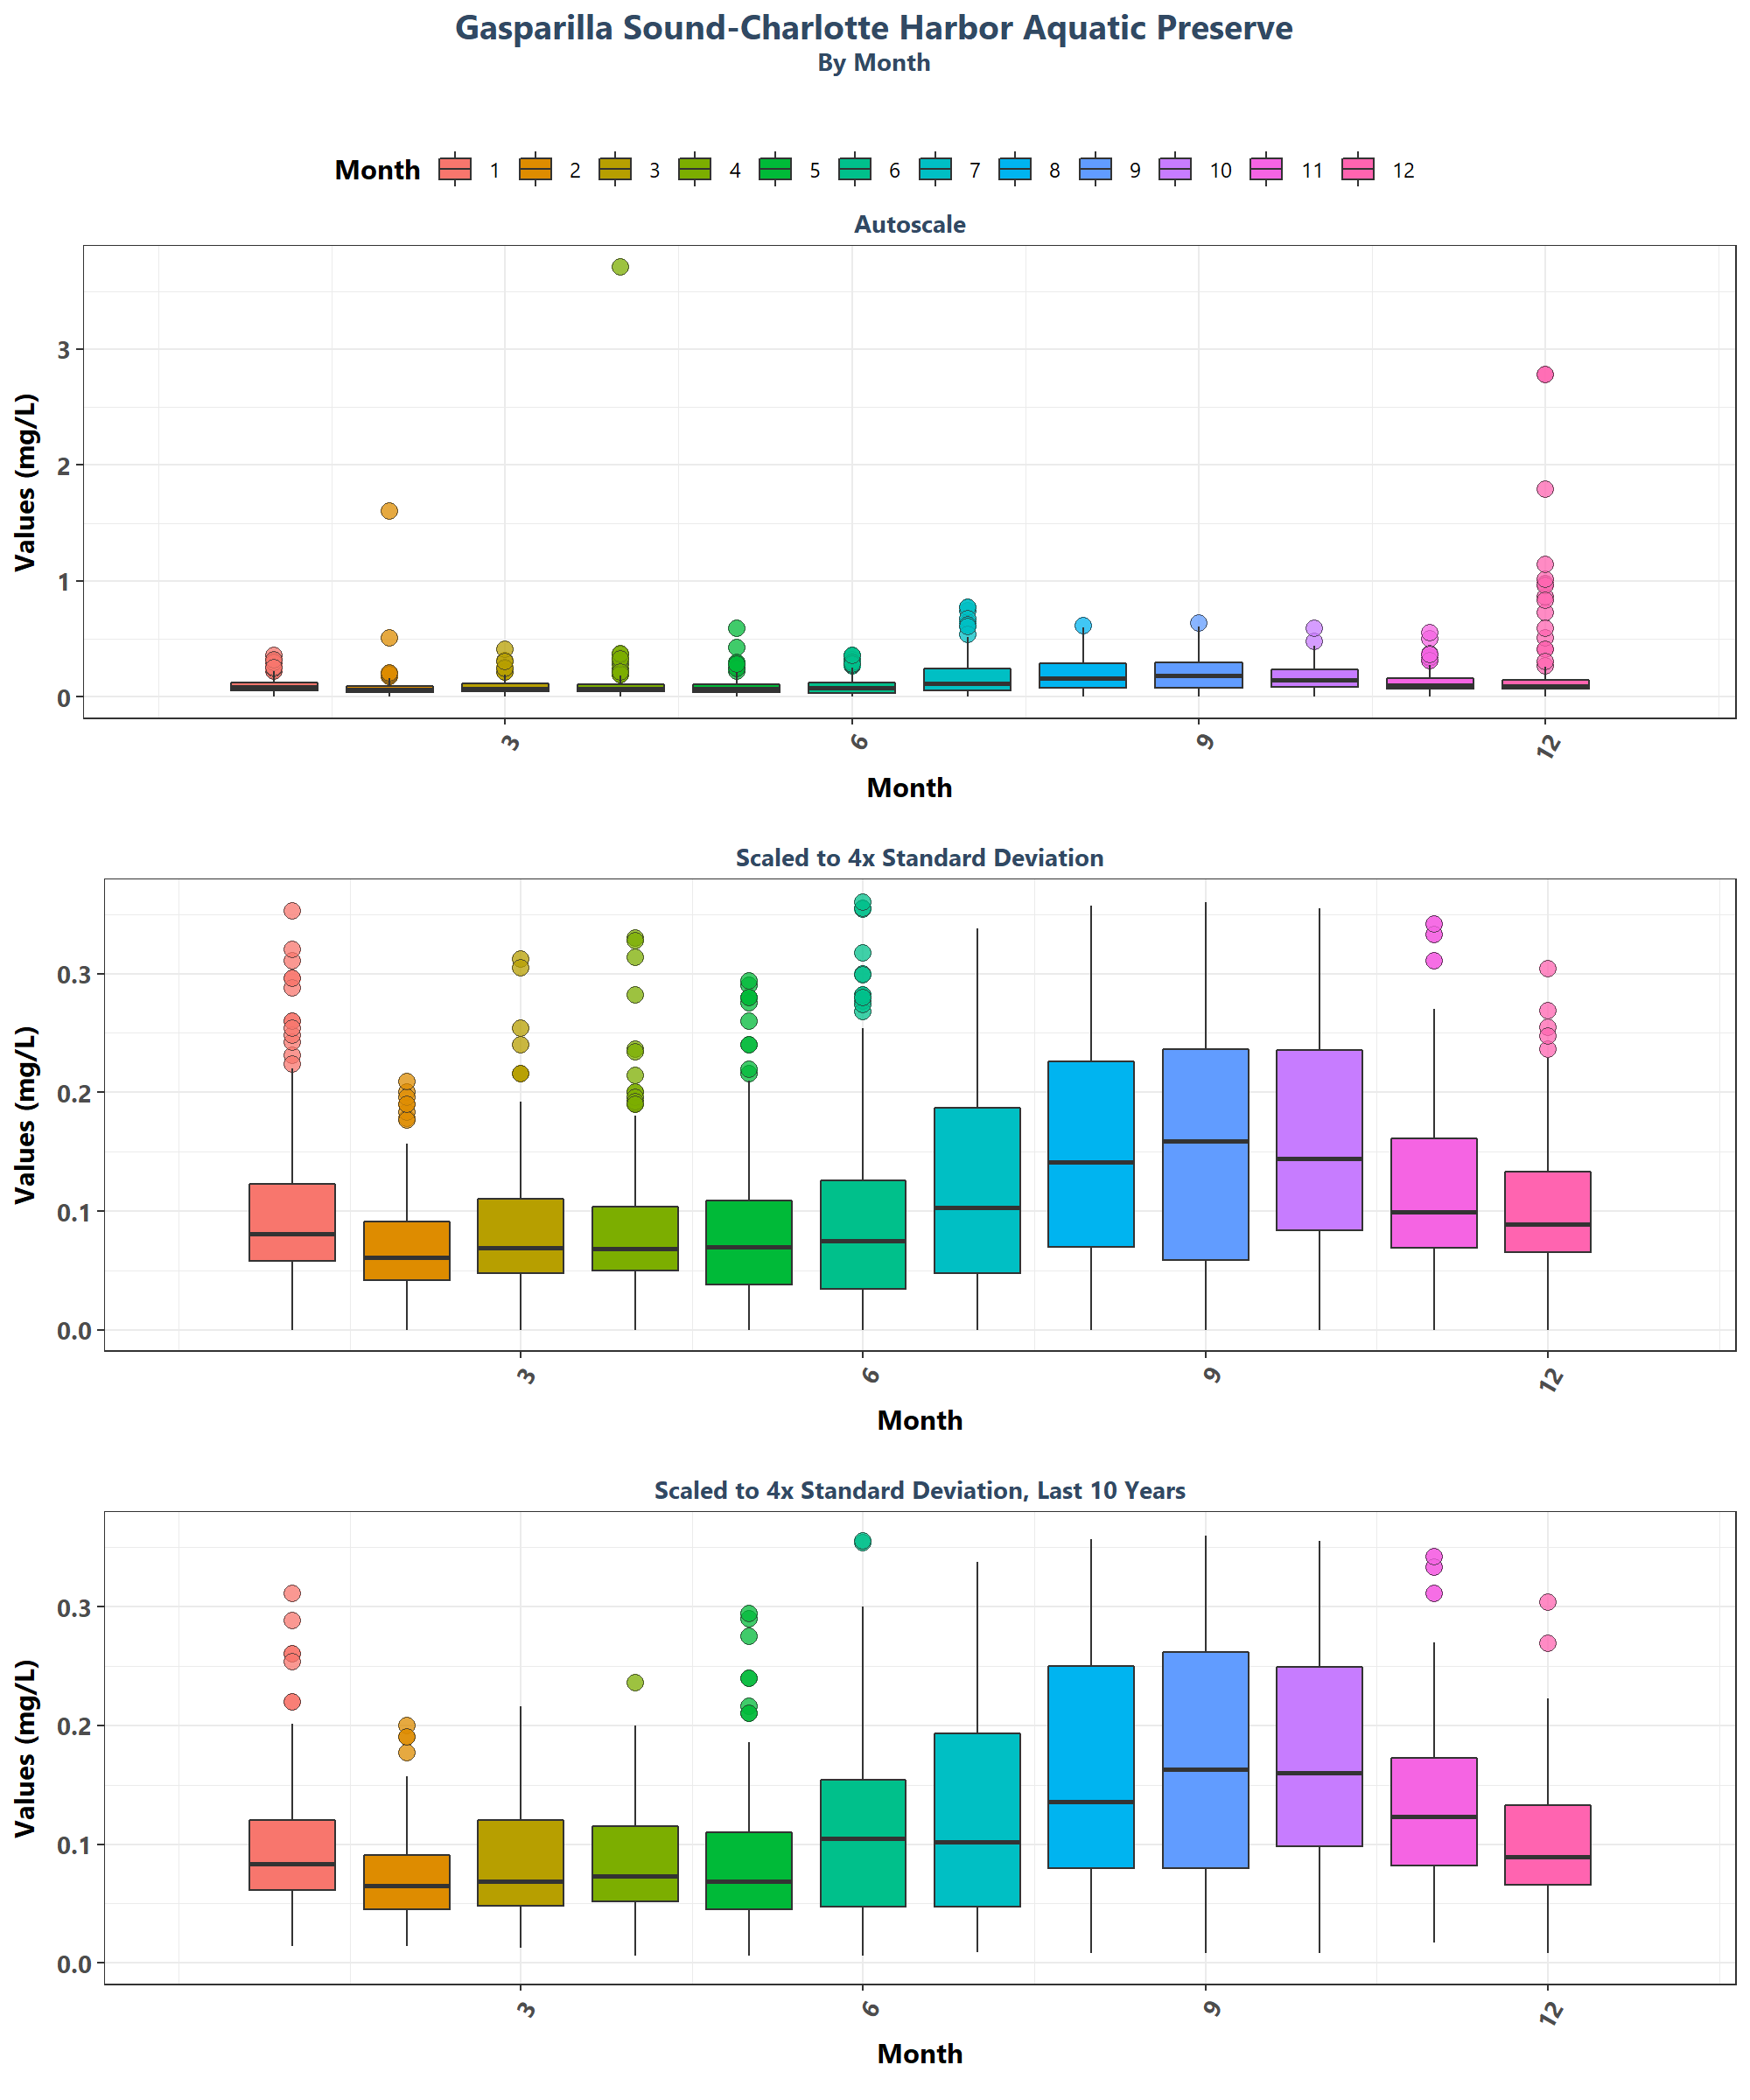 Gasparilla Sound-Charlotte Harbor Aquatic Preserve
By Month
Month 1 2 3 4 5 6 7 8 9 10 11 12
Autoscale
Values (mg/L)
3
2
1
0
3 6 9 12
Month
Scaled to 4x Standard Deviation
Values (mg/L)
0.3
0.2
0.1
0.0
3 6 9 12
Month
Scaled to 4x Standard Deviation, Last 10 Years
Values (mg/L)
0.3
0.2
0.1
0.0
3 6 9 12
Month